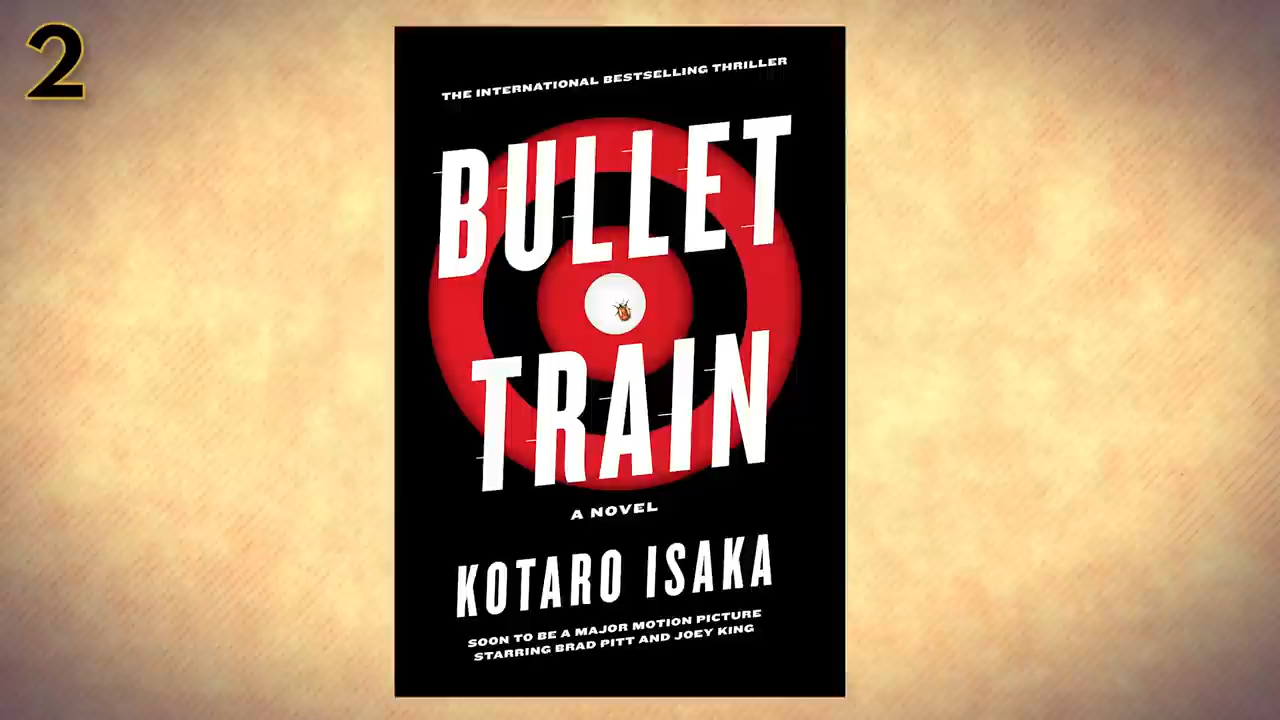 2
THE INTERNATIONAL BESTSELLING THRILLER
BULLET
TRAIN
A NOVEL
KOTARO ISAKA
SOON TO BE A MAJOR MOTION PICTURE
STARRING BRAD PITT AND JOEY KING